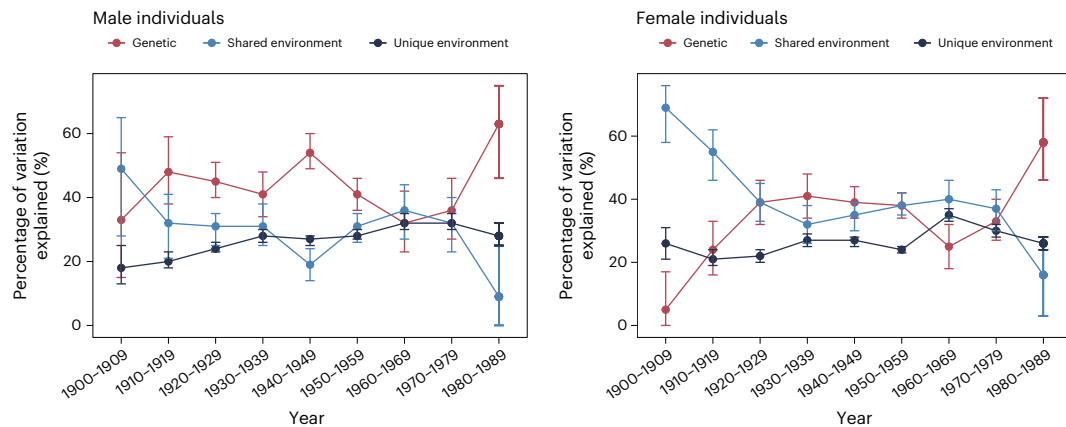 Male individuals
Genetic Shared environment Unique environment
Percentage of variation
explained (%)
60
40
20
0
1900–1909 1910–1919 1920–1929 1930–1939 1940–1949 1950–1959 1960–1969 1970–1979 1980–1989
Year
Female individuals
Genetic Shared environment Unique environment
Percentage of variation
explained (%)
60
40
20
0
1900–1909 1910–1919 1920–1929 1930–1939 1940–1949 1950–1959 1960–1969 1970–1979 1980–1989
Year